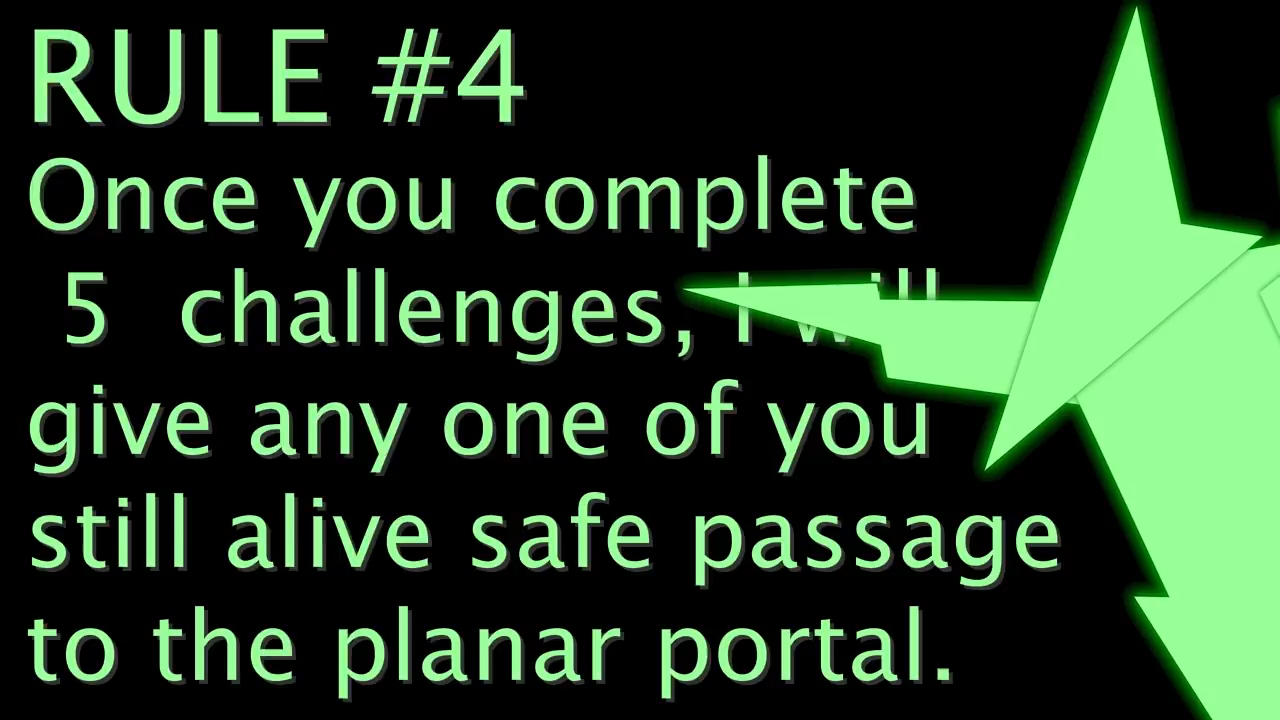 RULE #4
Once you complete
5 challenges, I will
give any one of you
still alive safe passage
to the planar portal.